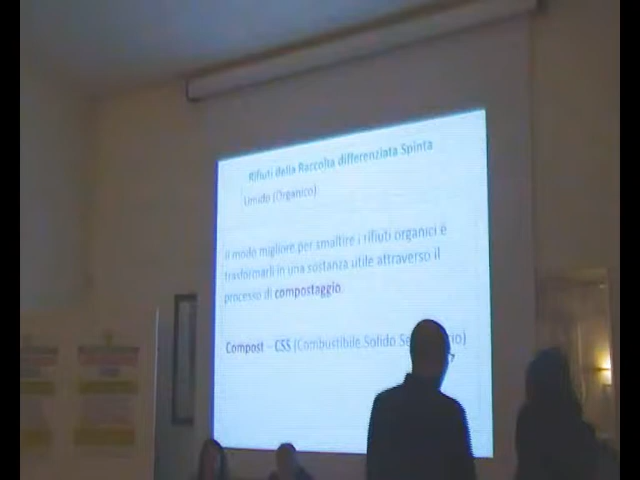 Rifiuti della Raccolta differenziata Spinta
Umido (Organico)
Il modo migliore per smaltire i rifiuti organici è
trasformarli in una sostanza utile attraverso il
processo di compostaggio.
Compost – CSS (Combustibile Solido